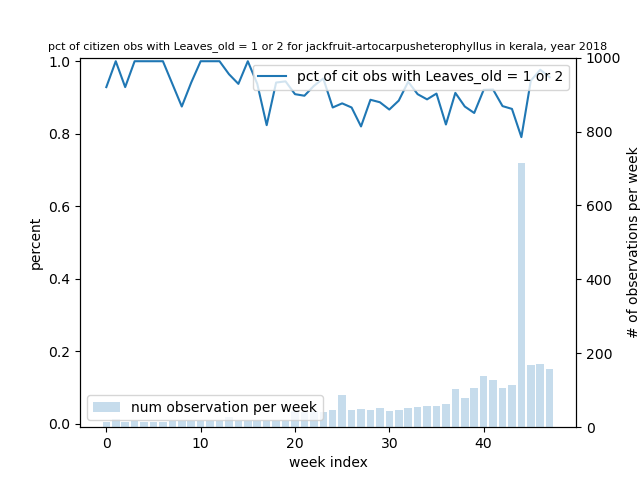 pct of citizen obs with Leaves_old = 1 or 2 for jackfruit-artocarpusheterophyllus in kerala, year 2018
pct of cit obs with Leaves_old = 1 or 2
num observation per week
percent
1.0
0.8
0.6
0.4
0.2
0.0
1000
800
600
400
200
0
# of observations per week
0 10 20 30 40
week index